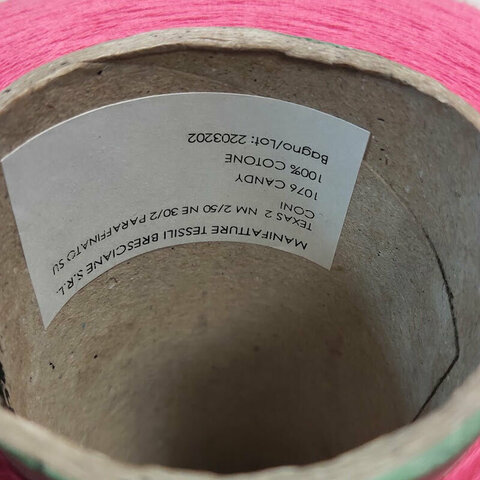 MANIFATTURE TESSILI BRESCIANE S.R.L.
TEXAS 2 NM 2/50 NE 30/2 PARAFFINATO SU
CONI
1076 CANDY
100% COTONE
Bagno/Lot: 2203202